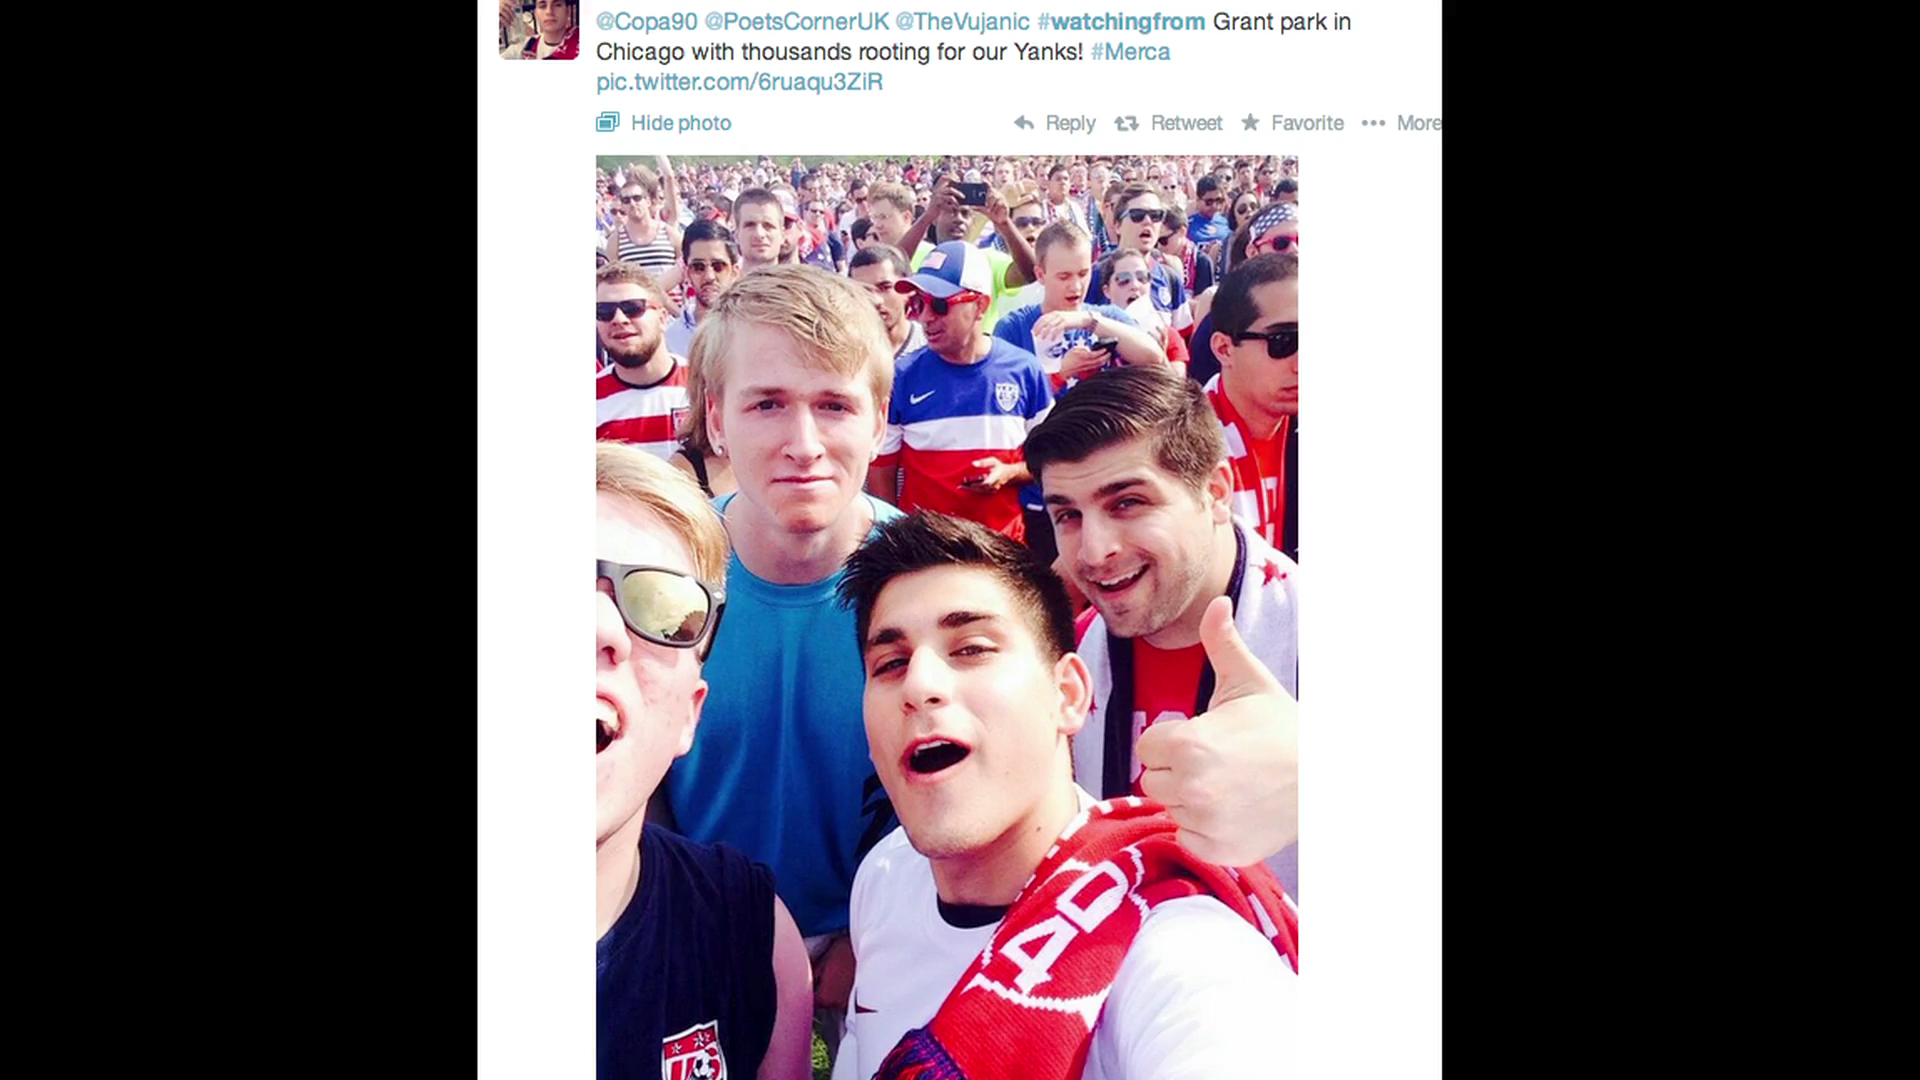 @Copa90 @PoetsCornerUK @TheVujanic #watchingfrom Grant park in
Chicago with thousands rooting for our Yanks! #Merca
pic.twitter.com/6ruaqu3ZiR
Hide photo Reply Retweet Favorite More